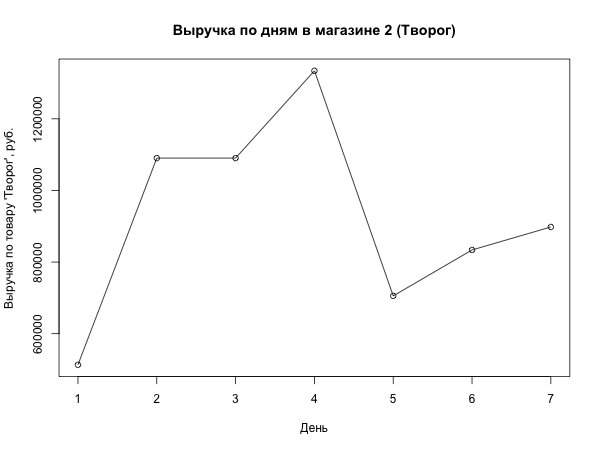 Выручка по дням в магазине 2 (Творог)
Выручка по товару 'Творог', руб.
1200000
1000000
800000
600000
1 2 3 4 5 6 7
День